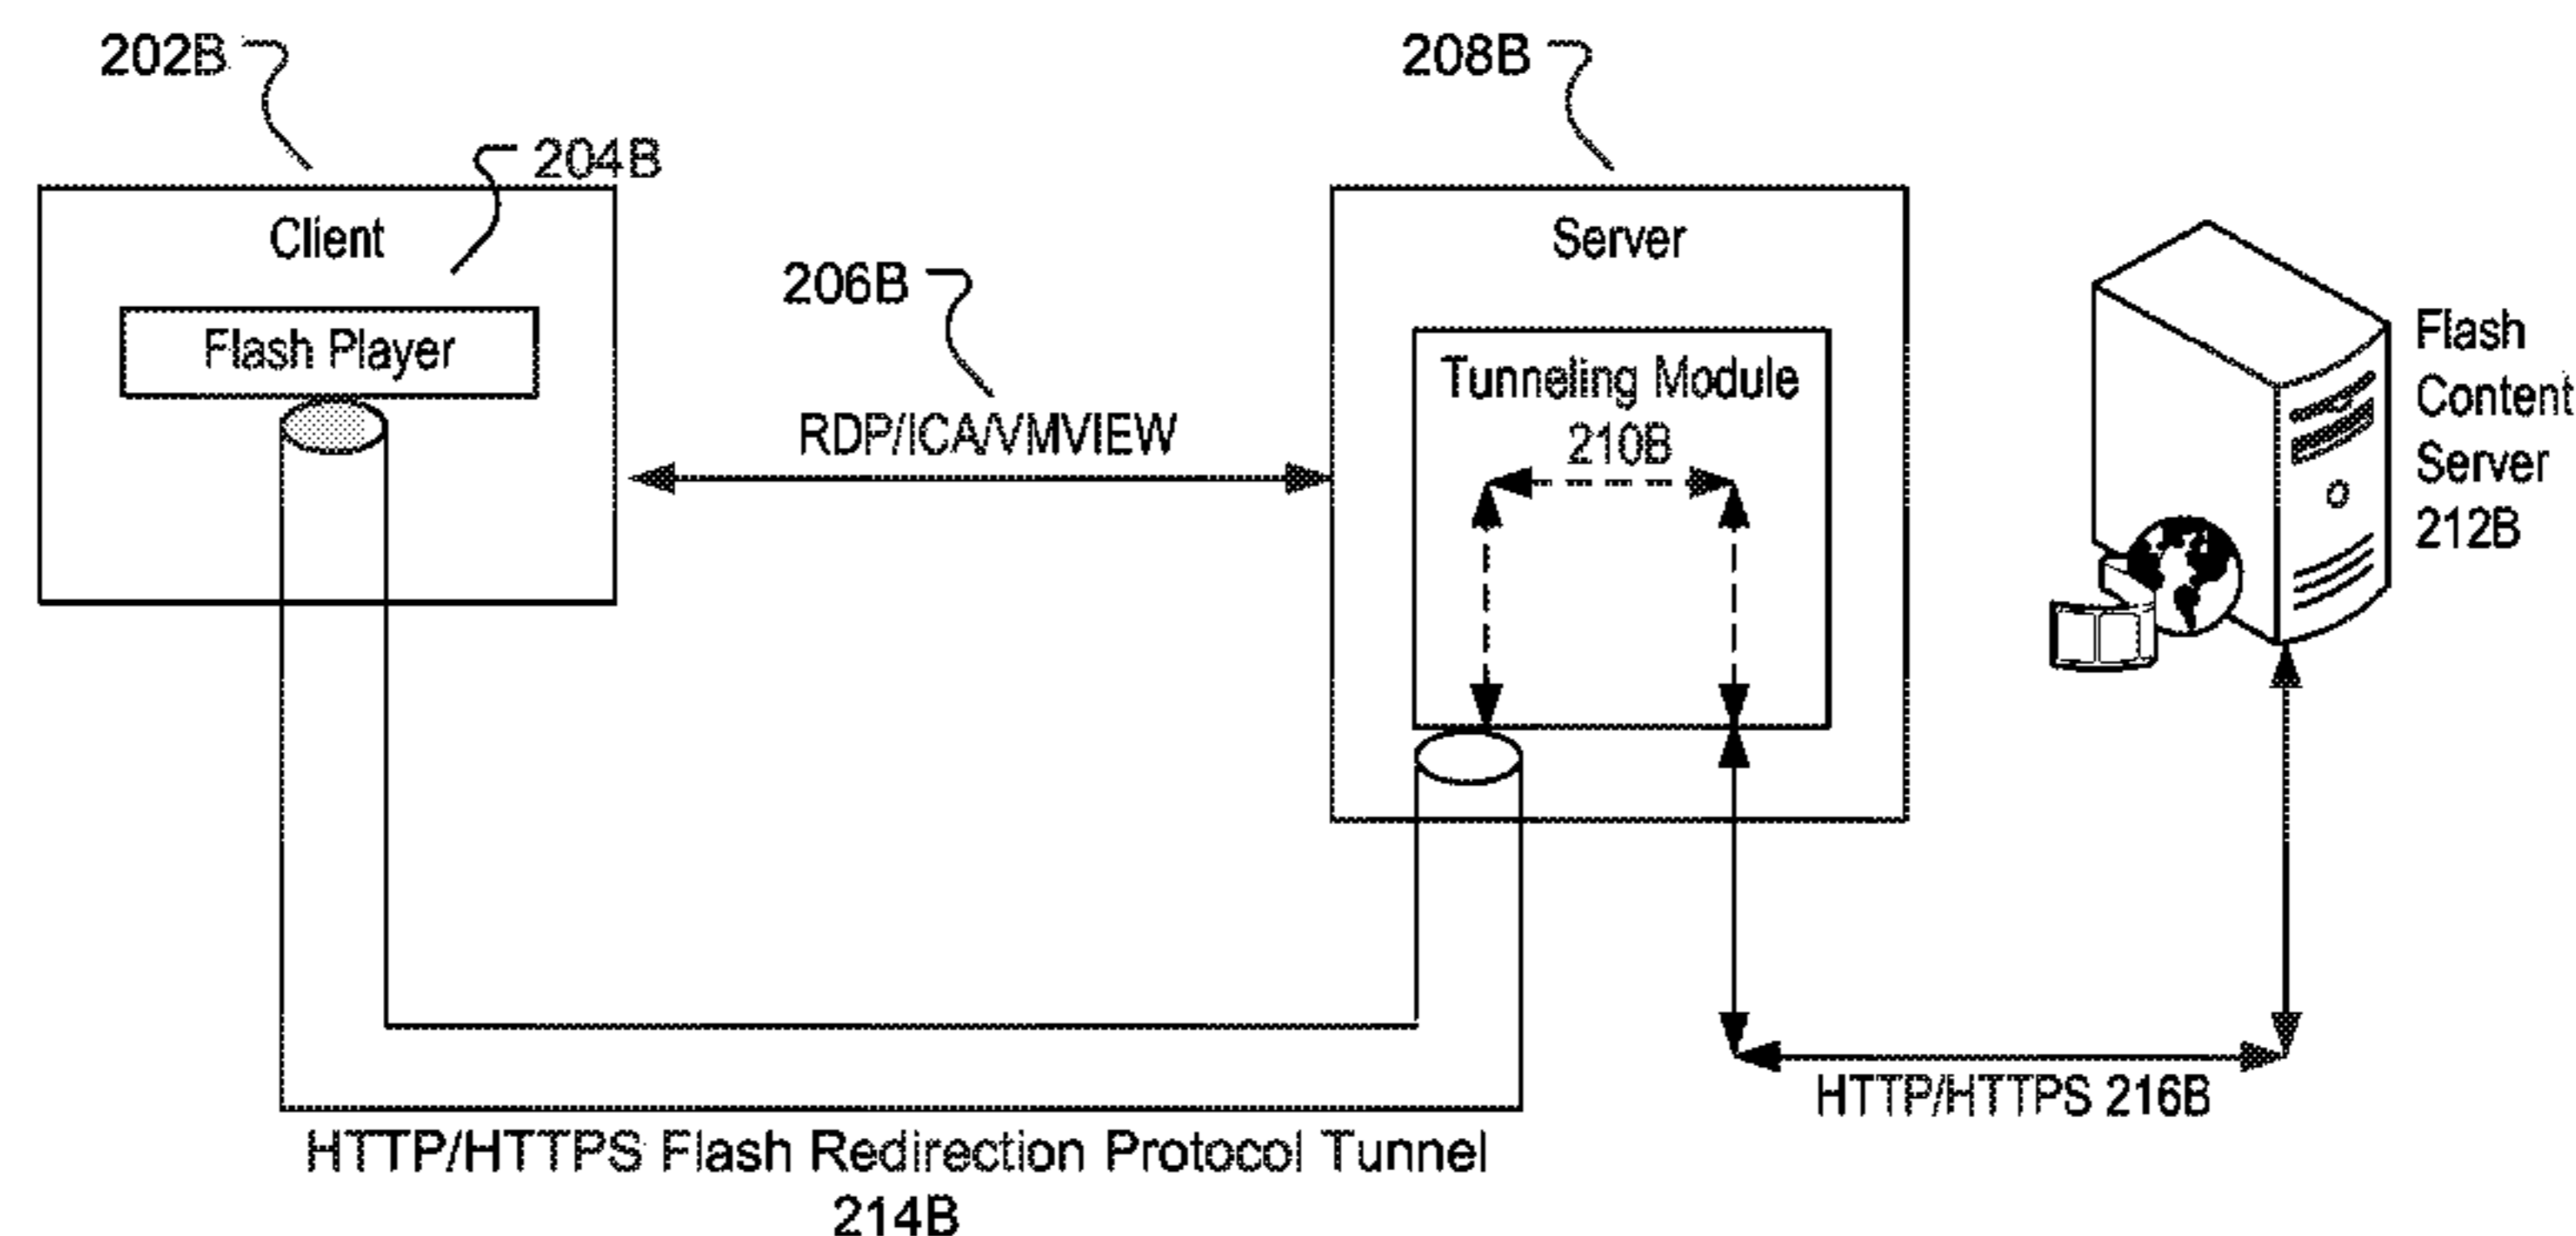 202B
204B
Client
Flash Player
206B
RDP/ICA/VMVIEW
208B
Server
Tunneling Module
210B
Flash
Content
Server
212B
HTTP/HTTPS 216B
HTTP/HTTPS Flash Redirection Protocol Tunnel
214B